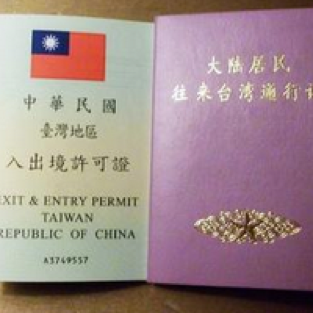 中華民國
臺灣地區
入出境許可證
EXIT & ENTRY PERMIT
TAIWAN
REPUBLIC OF CHINA
A3749557
大陆居民
往来台湾通行证